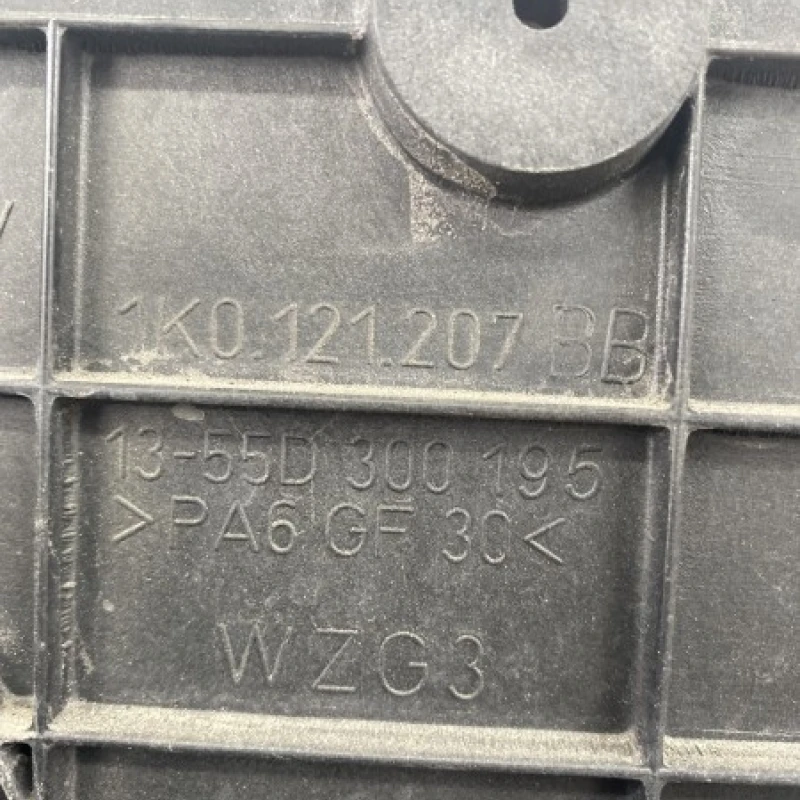 1K0.121.207 BB
13-55D 300 195
>PA6 GF 30<
WZG3